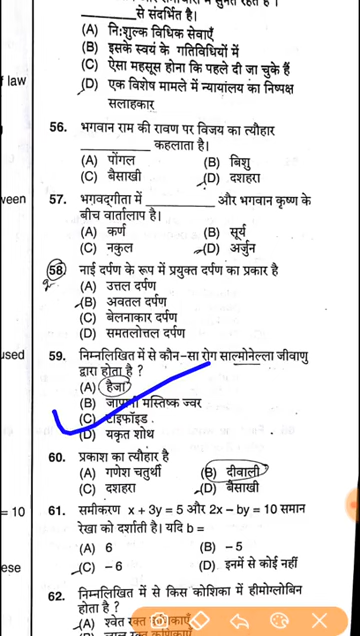 से संदर्भित है।
(A) निःशुल्क विधिक सेवाएँ
(B) इसके स्वयं के गतिविधियों में
(C) ऐसा महसूस होना कि पहले दी जा चुके हैं
(D) एक विशेष मामले में न्यायालय का निष्पक्ष
सलाहकार
f law
56. भगवान राम की रावण पर विजय का त्यौहार
कहलाता है।
(A) पोंगल (B) बिशु
(C) बैसाखी (D) दशहरा
veen
57. भगवद्गीता में ________ और भगवान कृष्ण के
बीच वार्तालाप है।
(A) कर्ण (B) सूर्य
(C) नकुल (D) अर्जुन
58. नाई दर्पण के रूप में प्रयुक्त दर्पण का प्रकार है
(A) उत्तल दर्पण
(B) अवतल दर्पण
(C) बेलनाकार दर्पण
(D) समतलोत्तल दर्पण
used
59. निम्नलिखित में से कौन-सा रोग साल्मोनेल्ला जीवाणु
द्वारा होता है ?
(A) हैजा
(B) जापानी मस्तिष्क ज्वर
(C) टाइफॉइड
(D) यकृत शोथ
60. प्रकाश का त्यौहार है
(A) गणेश चतुर्थी (B) दीवाली
(C) दशहरा (D) बैसाखी
= 10
61. समीकरण x + 3y = 5 और 2x – by = 10 समान
रेखा को दर्शाती है। यदि b =
(A) 6 (B) – 5
(C) – 6 (D) इनमें से कोई नहीं
ese
62. निम्नलिखित में से किस कोशिका में हीमोग्लोबिन
होता है ?
(A) श्वेत रक्त